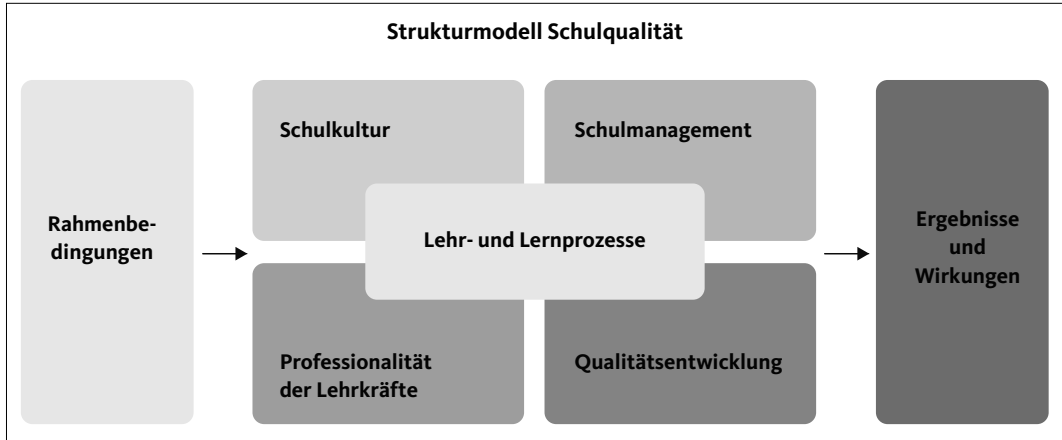 Strukturmodell Schulqualität
Rahmenbe-
dingungen
Schulkultur
Schulmanagement
Lehr- und Lernprozesse
Professionalität
der Lehrkräfte
Qualitätsentwicklung
Ergebnisse
und
Wirkungen